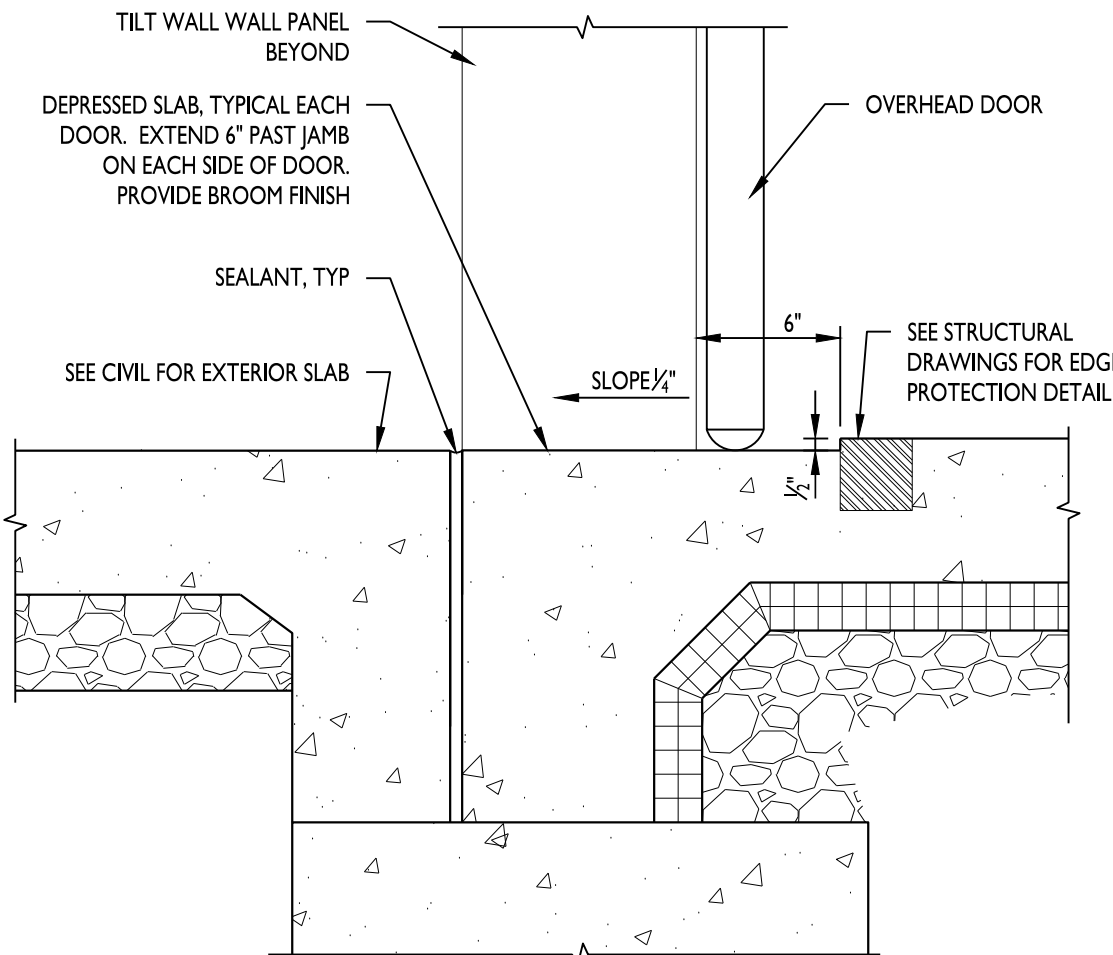 TILT WALL WALL PANEL
BEYOND
DEPRESSED SLAB, TYPICAL EACH
DOOR. EXTEND 6" PAST JAMB
ON EACH SIDE OF DOOR.
PROVIDE BROOM FINISH
OVERHEAD DOOR
SEALANT, TYP
6"
SEE STRUCTURAL
DRAWINGS FOR EDG
PROTECTION DETAIL
SEE CIVIL FOR EXTERIOR SLAB
SLOPE ¼"
½"